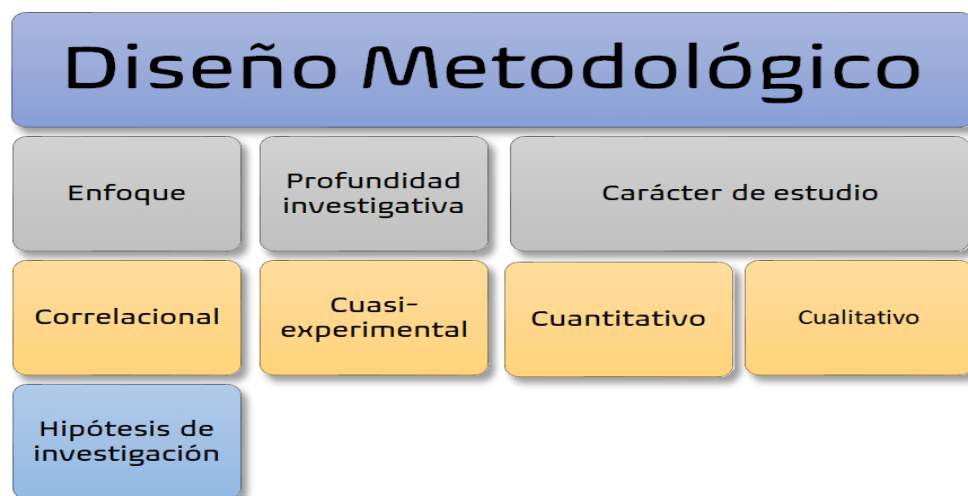 Diseño Metodológico
Enfoque
Profundidad
investigativa
Carácter de estudio
Correlacional
Cuasi-
experimental
Cuantitativo
Cualitativo
Hipótesis de
investigación